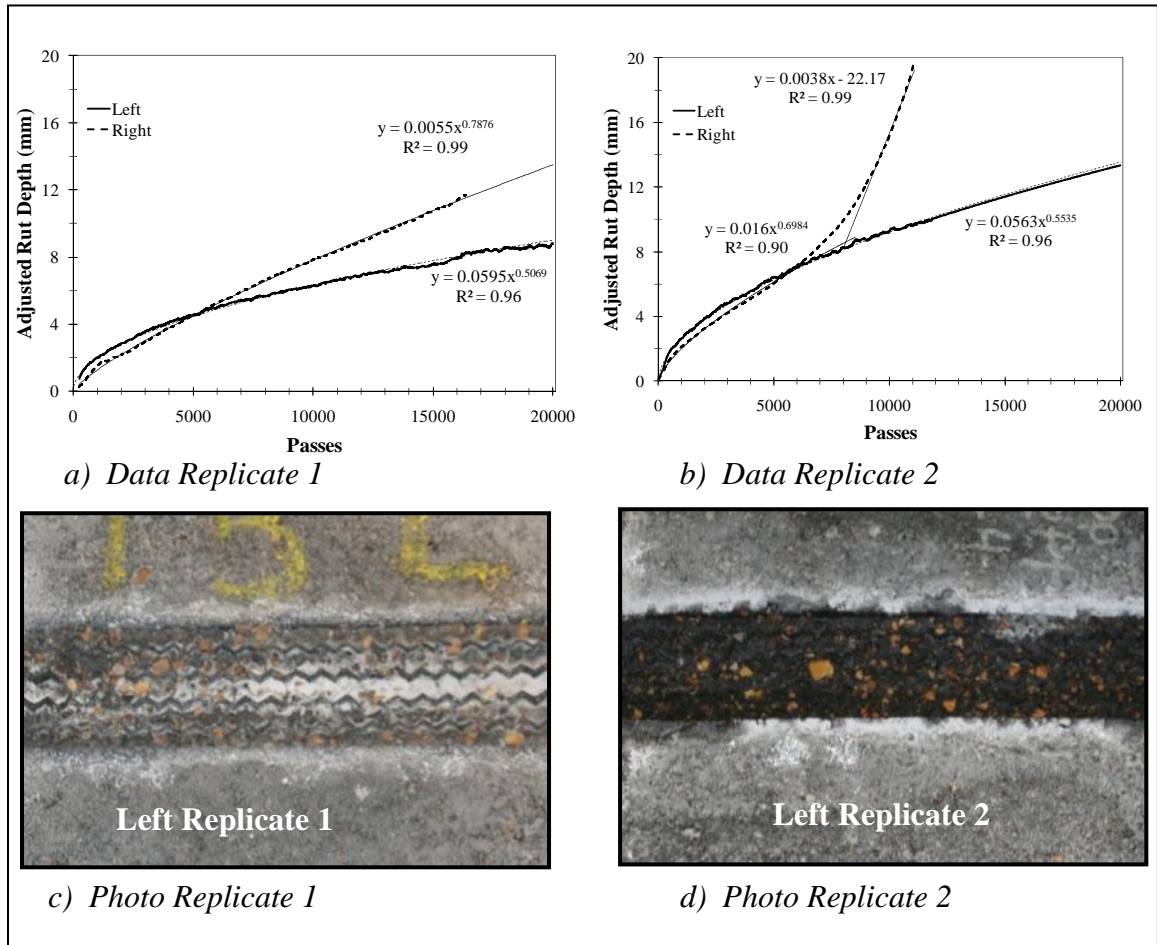 20
16
12
8
4
0
Adjusted Rut Depth (mm)
Left
Right
y = 0.0055x^0.7876
R² = 0.99
y = 0.0595x^0.5069
R² = 0.96
0 5000 10000 15000 20000
Passes
a) Data Replicate 1
20
16
12
8
4
0
Adjusted Rut Depth (mm)
y = 0.0038x - 22.17
R² = 0.99
Left
Right
y = 0.016x^0.6984
R² = 0.90
y = 0.0563x^0.5535
R² = 0.96
0 5000 10000 15000 20000
Passes
b) Data Replicate 2
Left Replicate 1
c) Photo Replicate 1
Left Replicate 2
d) Photo Replicate 2